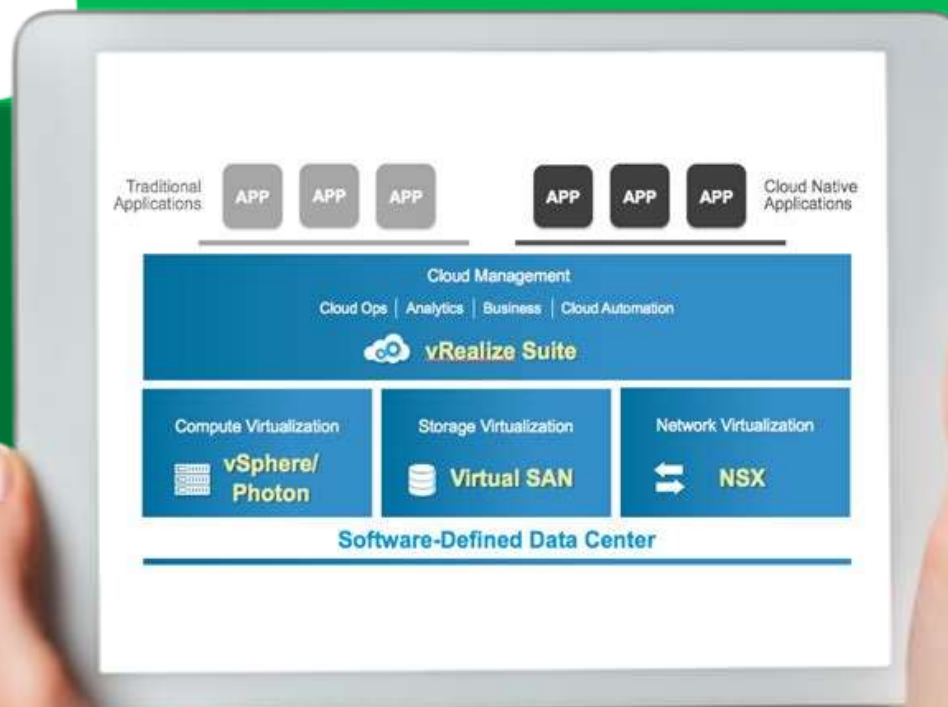 Traditional
Applications
APP APP APP
APP APP APP
Cloud Native
Applications
Cloud Management
Cloud Ops | Analytics | Business | Cloud Automation
vRealize Suite
Compute Virtualization
vSphere/
Photon
Storage Virtualization
Virtual SAN
Network Virtualization
NSX
Software-Defined Data Center